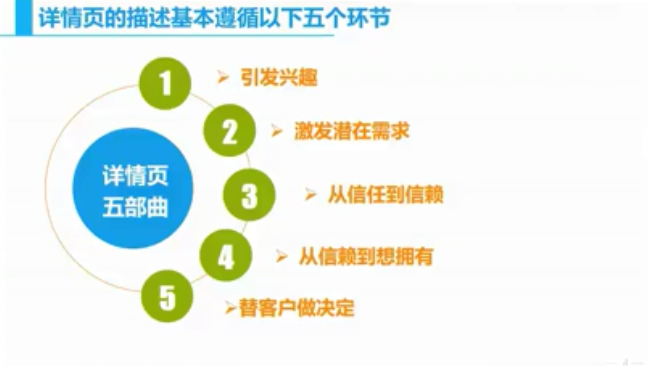 详情页的描述基本遵循以下五个环节
1
引发兴趣
2
激发潜在需求
详情页
五部曲
3
从信任到信赖
4
从信赖到想拥有
5
替客户做决定